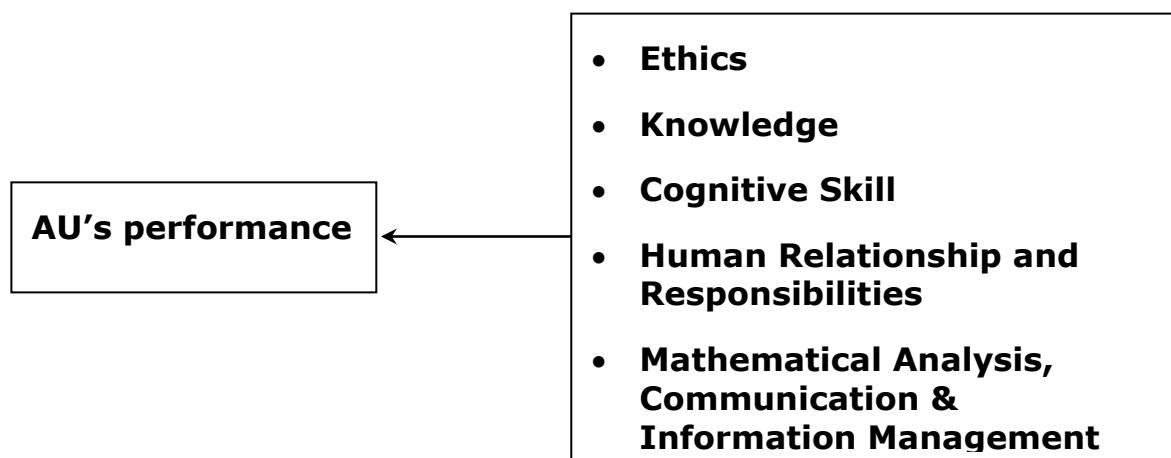 AU’s performance
• Ethics
• Knowledge
• Cognitive Skill
• Human Relationship and
Responsibilities
• Mathematical Analysis,
Communication &
Information Management